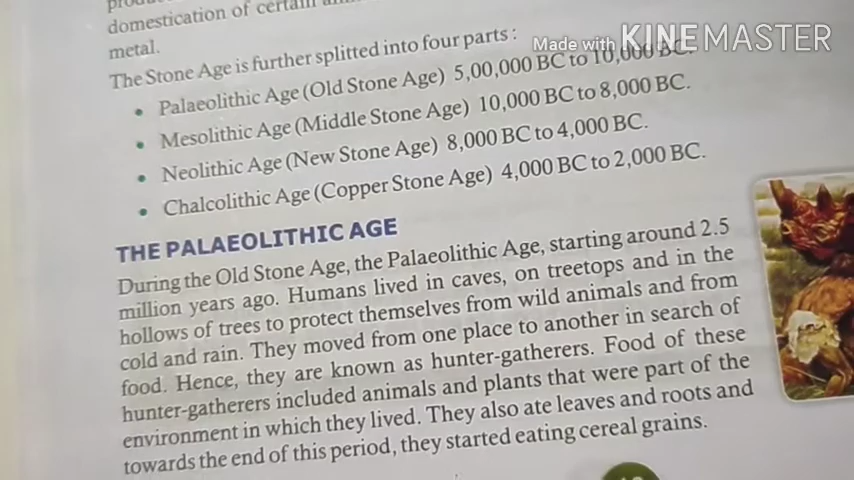 domestication of certain
metal.
The Stone Age is further splitted into four parts :
Made with KINEMASTER
• Palaeolithic Age (Old Stone Age) 5,00,000 BC to 10,000 BC.
• Mesolithic Age (Middle Stone Age) 10,000 BC to 8,000 BC.
• Neolithic Age (New Stone Age) 8,000 BC to 4,000 BC.
• Chalcolithic Age (Copper Stone Age) 4,000 BC to 2,000 BC.
THE PALAEOLITHIC AGE
During the Old Stone Age, the Palaeolithic Age, starting around 2.5
million years ago. Humans lived in caves, on treetops and in the
hollows of trees to protect themselves from wild animals and from
cold and rain. They moved from one place to another in search of
food. Hence, they are known as hunter-gatherers. Food of these
hunter-gatherers included animals and plants that were part of the
environment in which they lived. They also ate leaves and roots and
towards the end of this period, they started eating cereal grains.